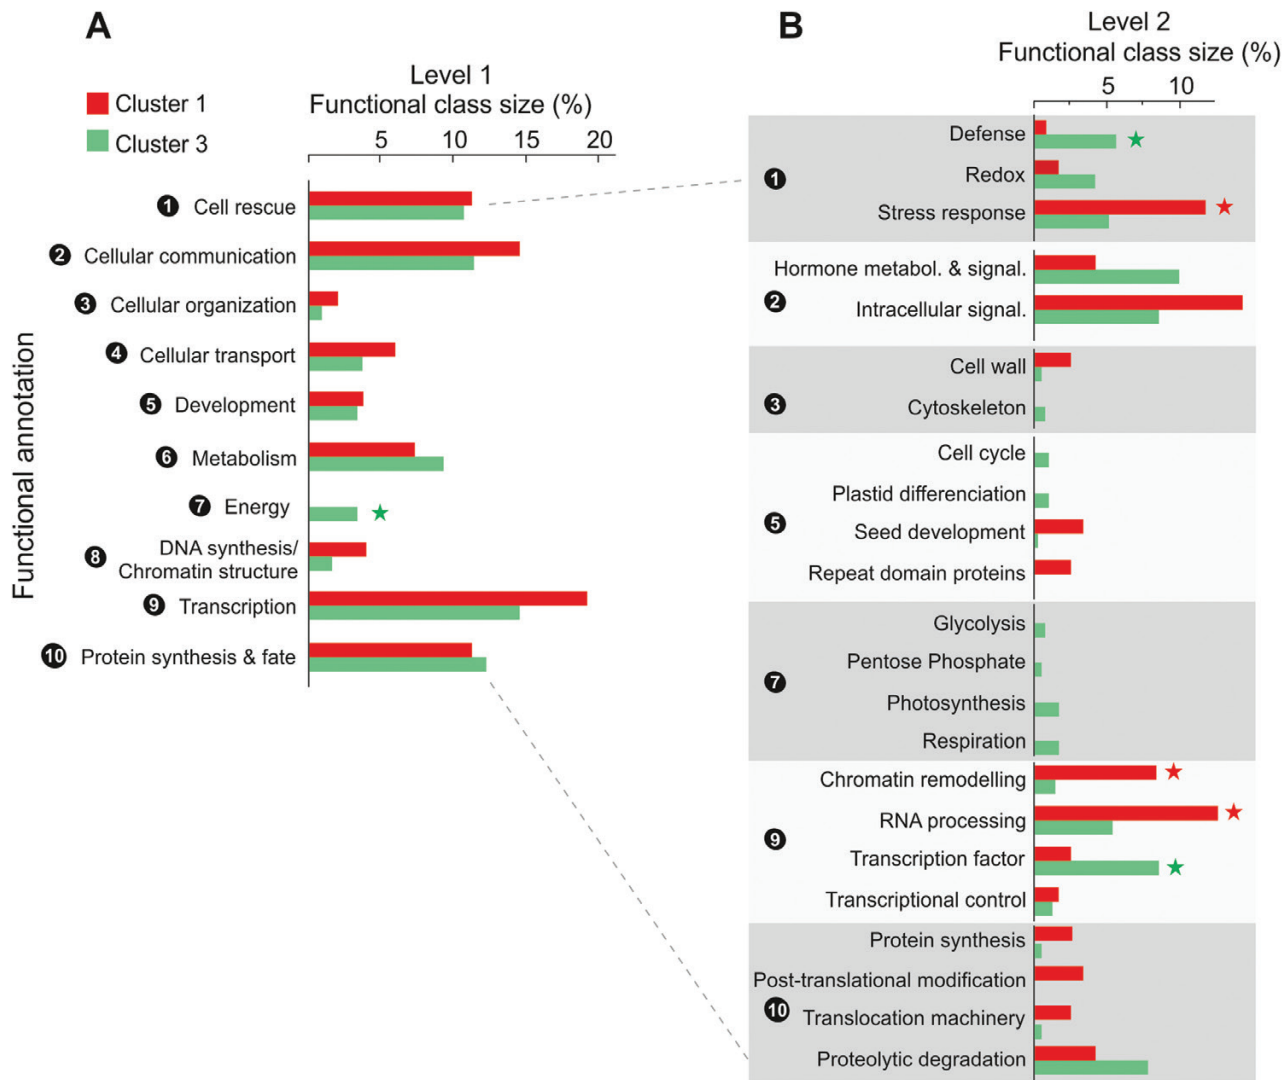 A
Level 1
Functional class size (%)
Cluster 1
Cluster 3
5 10 15 20
Functional annotation
1 Cell rescue
2 Cellular communication
3 Cellular organization
4 Cellular transport
5 Development
6 Metabolism
7 Energy
8 DNA synthesis/
Chromatin structure
9 Transcription
10 Protein synthesis & fate
B
Level 2
Functional class size (%)
5 10
1
Defense
Redox
Stress response
2
Hormone metabol. & signal.
Intracellular signal.
3
Cell wall
Cytoskeleton
5
Cell cycle
Plastid differenciation
Seed development
Repeat domain proteins
7
Glycolysis
Pentose Phosphate
Photosynthesis
Respiration
9
Chromatin remodelling
RNA processing
Transcription factor
Transcriptional control
10
Protein synthesis
Post-translational modification
Translocation machinery
Proteolytic degradation